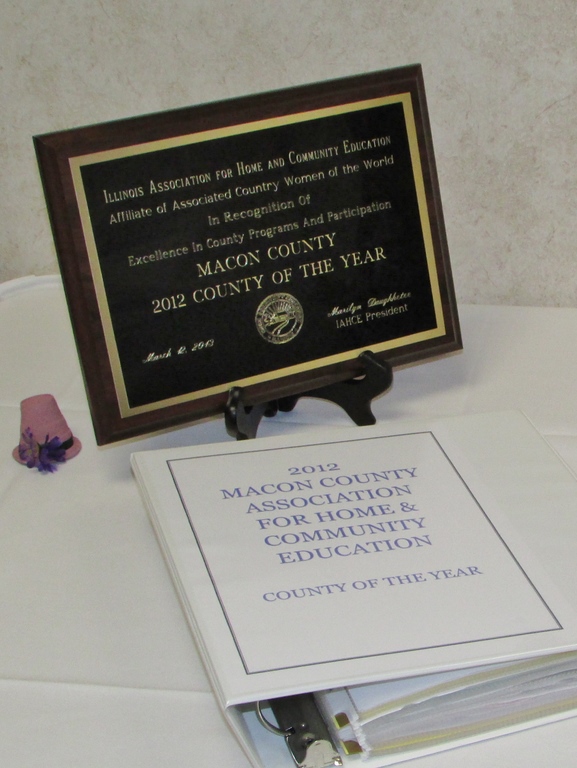 Illinois Association for Home and Community Education
Affiliate of Associated Country Women of the World
In Recognition Of
Excellence In County Programs And Participation
MACON COUNTY
2012 COUNTY OF THE YEAR
March 12, 2013
Marilyn Daughhetee
IAHCE President
2012
MACON COUNTY
ASSOCIATION
FOR HOME &
COMMUNITY
EDUCATION
COUNTY OF THE YEAR